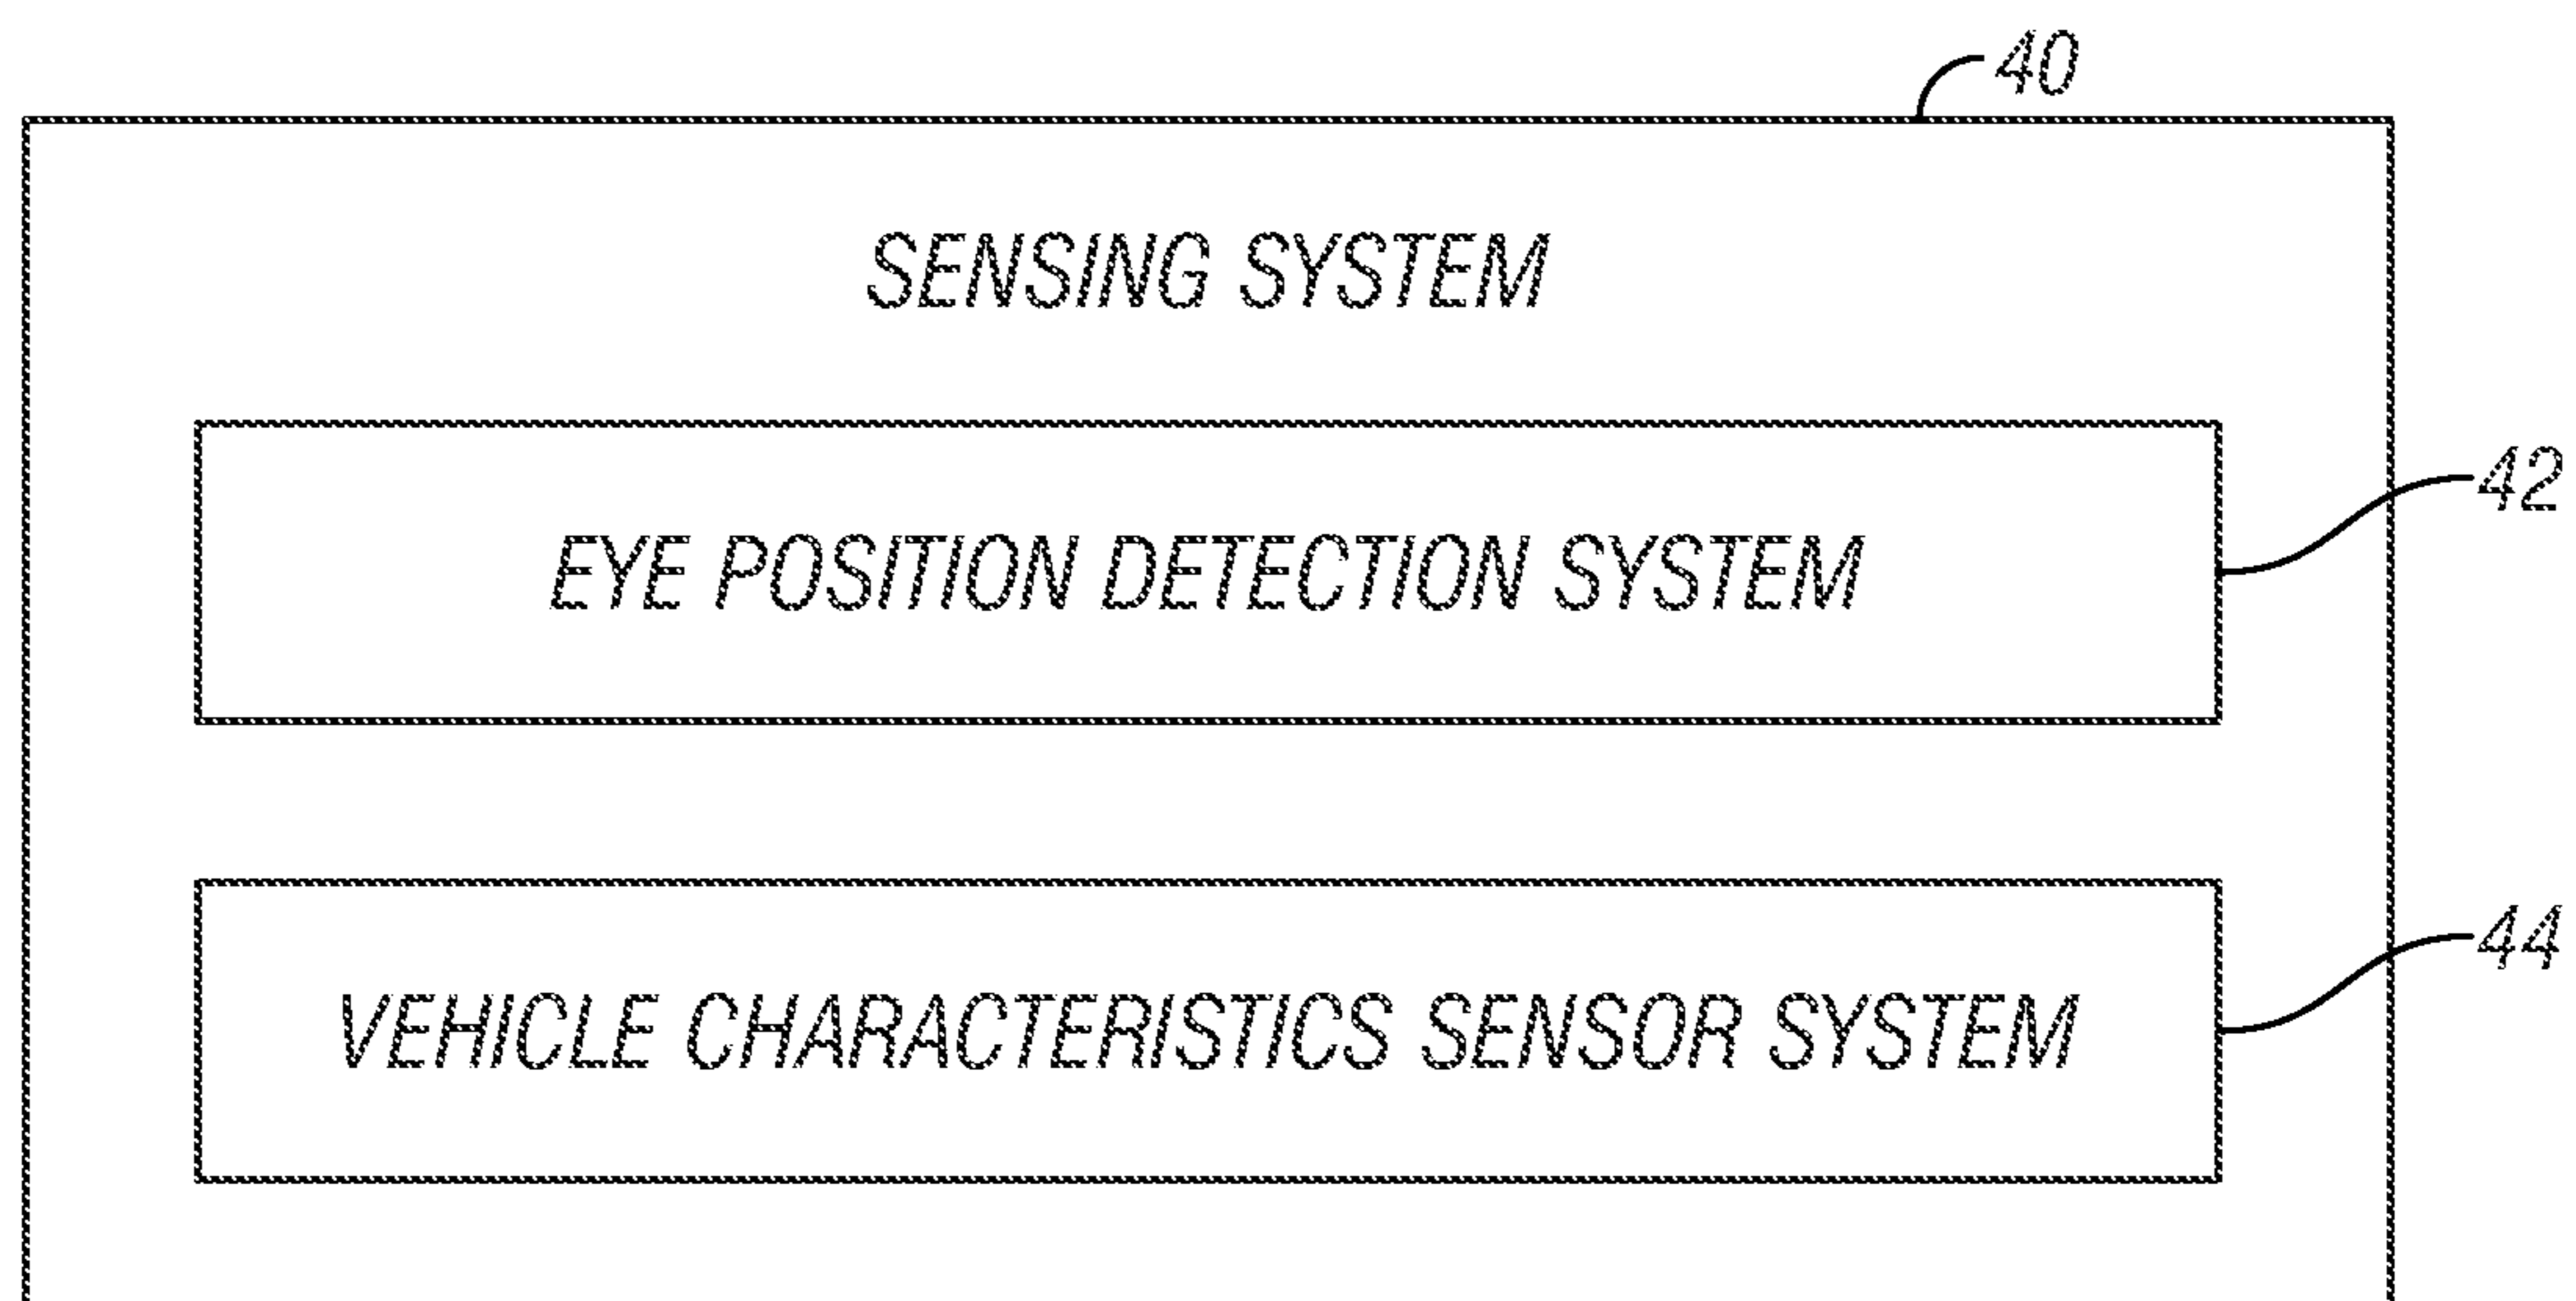 40
SENSING SYSTEM
42
EYE POSITION DETECTION SYSTEM
44
VEHICLE CHARACTERISTICS SENSOR SYSTEM